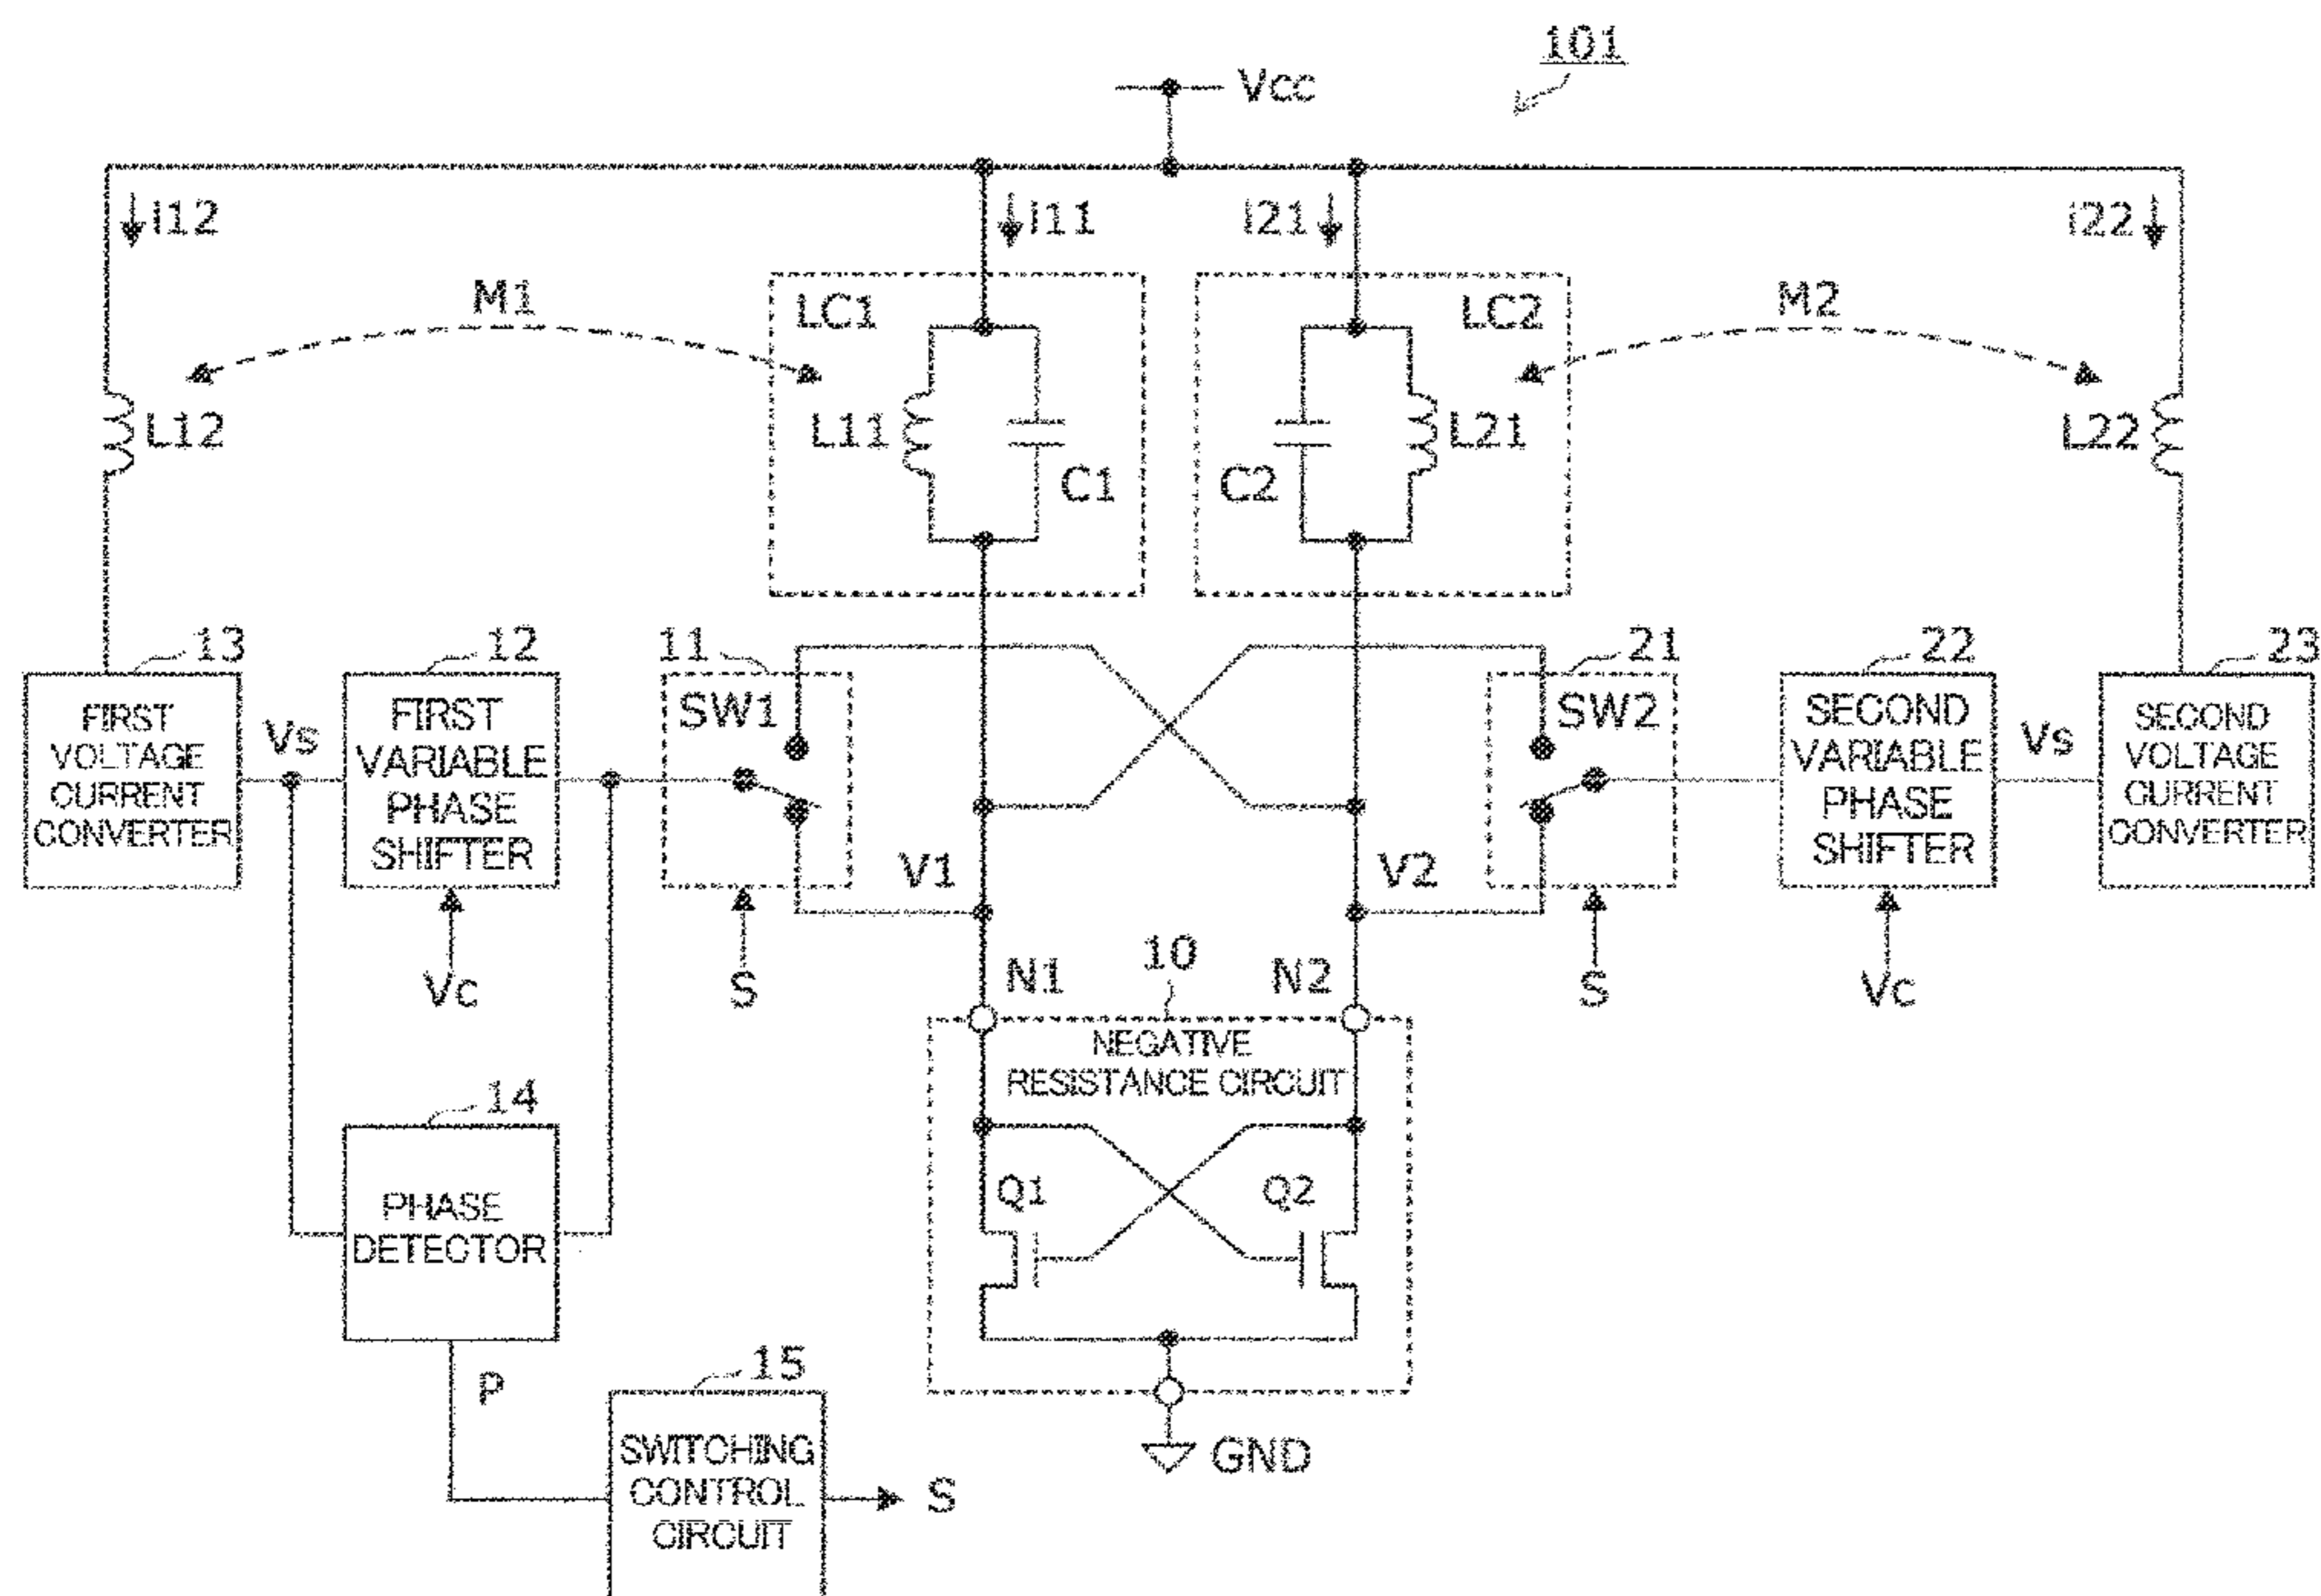 101
Vcc
i12
i11
i21
i22
M1
LC1
LC2
M2
L12
L11
C1
C2
L21
L22
13
12
11
21
22
23
FIRST
VOLTAGE
CURRENT
CONVERTER
Vs
FIRST
VARIABLE
PHASE
SHIFTER
SW1
SW2
SECOND
VARIABLE
PHASE
SHIFTER
Vs
SECOND
VOLTAGE
CURRENT
CONVERTER
V1
V2
Vc
S
N1
10
N2
S
Vc
NEGATIVE
RESISTANCE CIRCUIT
14
PHASE
DETECTOR
Q1
Q2
P
15
SWITCHING
CONTROL
CIRCUIT
S
GND